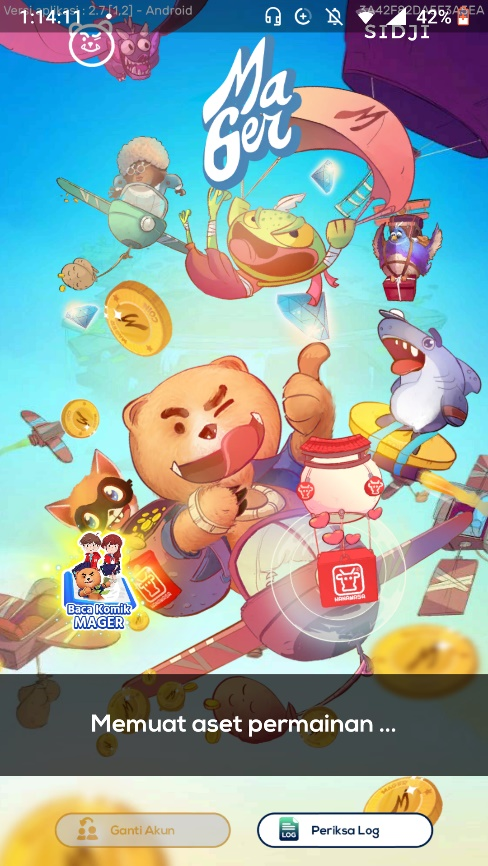 Versi aplikasi : 2.7 [1,2] - Android
1:14:11
42%
SIDJI
Ma
Ger
HAKAWASA
Baca Komik
MAGER
Memuat aset permainan ...
Ganti Akun
LOG
Periksa Log